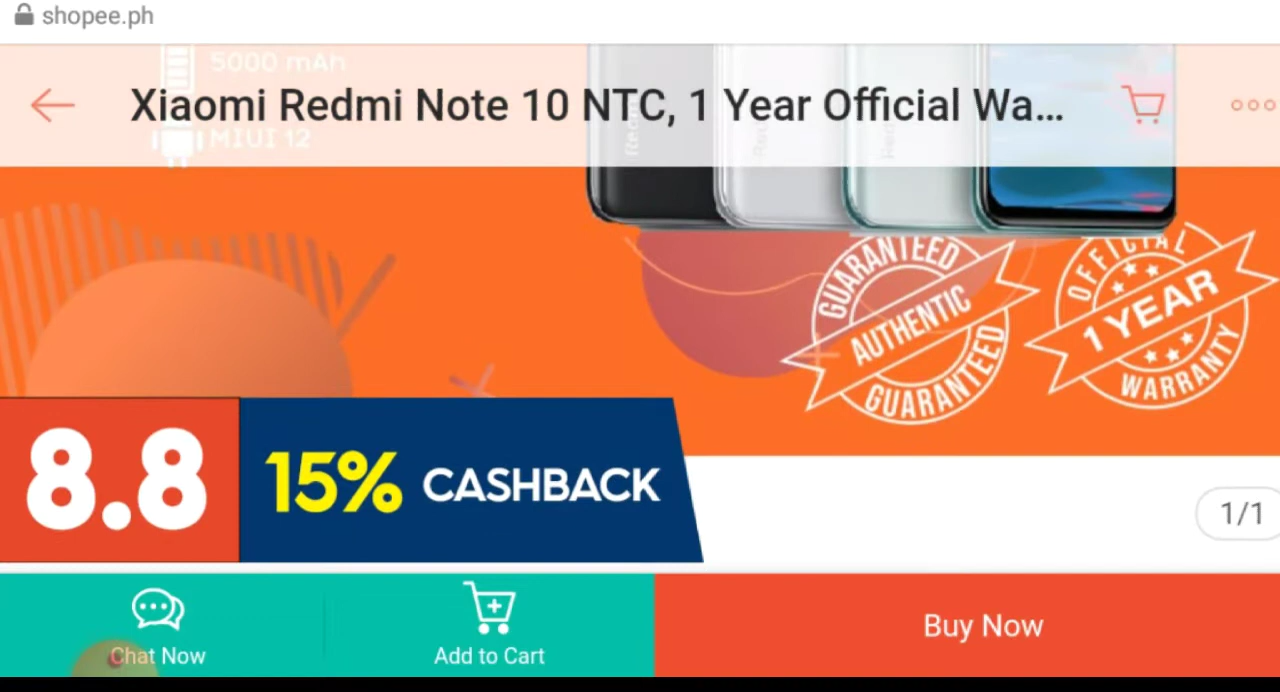 shopee.ph
5000 mAh
Xiaomi Redmi Note 10 NTC, 1 Year Official Wa...
MIUI 12
GUARANTEED
AUTHENTIC
GUARANTEED
OFFICIAL
1 YEAR
WARRANTY
8.8
15% CASHBACK
1/1
Chat Now
Add to Cart
Buy Now